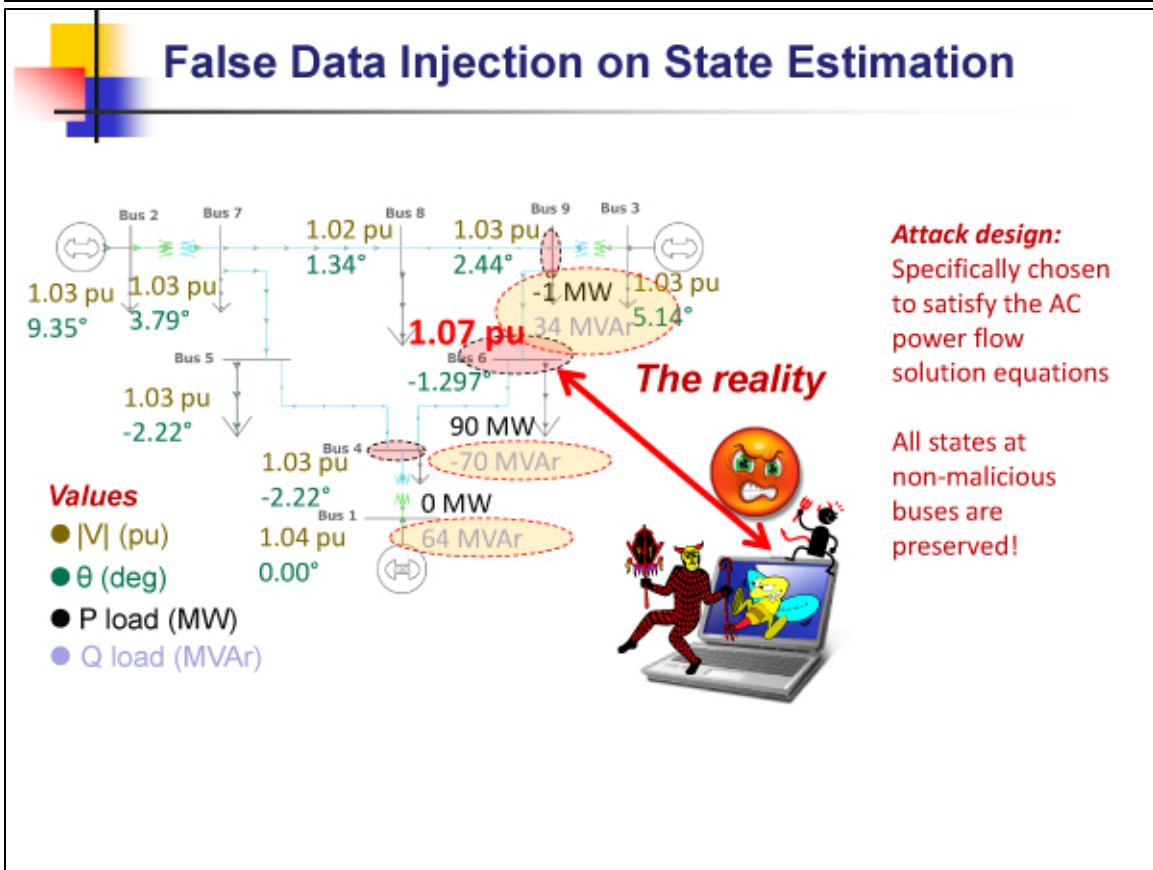 False Data Injection on State Estimation
Bus 2
Bus 7
1.02 pu
Bus 8
1.03 pu
Bus 9
Bus 3
1.34°
2.44°
1.03 pu
1.03 pu
-1 MW
1.03 pu
9.35°
3.79°
34 MVAr
5.14°
1.07 pu
Bus 5
Bus 6
-1.297°
The reality
1.03 pu
-2.22°
90 MW
Bus 4
-70 MVAr
1.03 pu
-2.22°
0 MW
Bus 1
1.04 pu
64 MVAr
0.00°
Values
|V| (pu)
θ (deg)
P load (MW)
Q load (MVAr)
Attack design:
Specifically chosen
to satisfy the AC
power flow
solution equations
All states at
non-malicious
buses are
preserved!